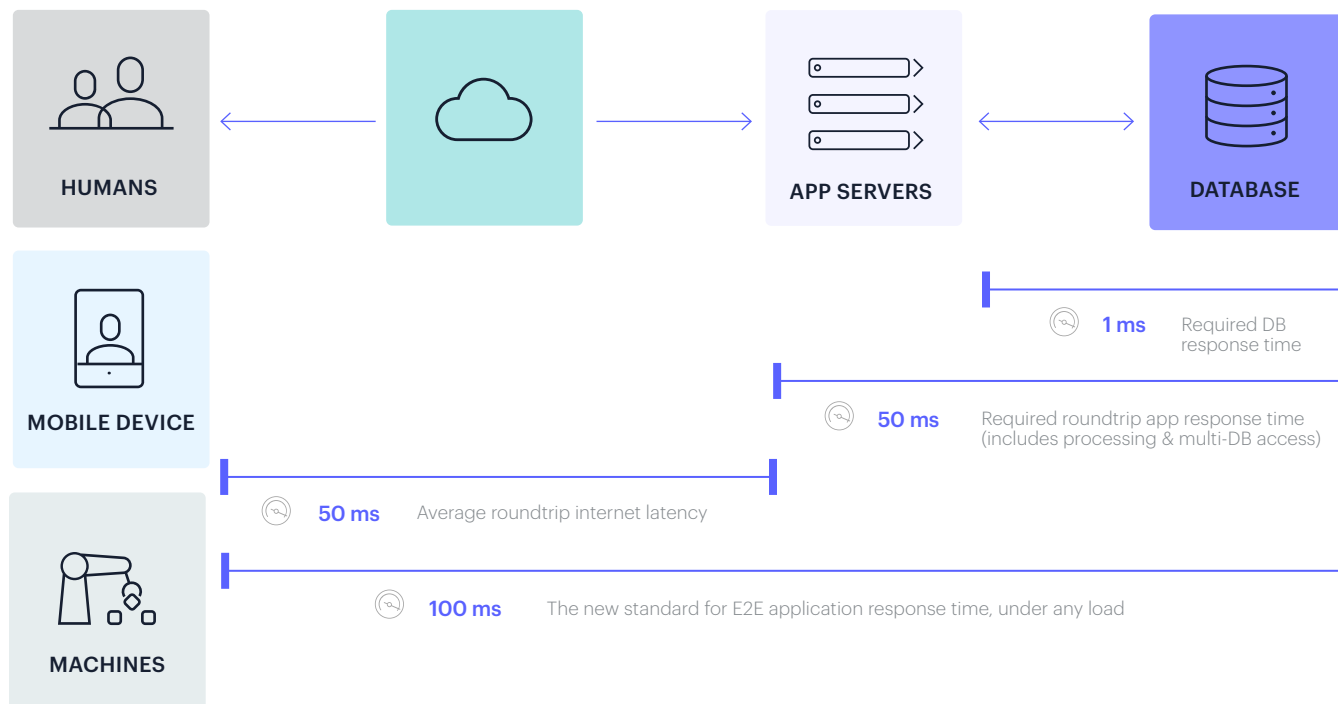 HUMANS
APP SERVERS
DATABASE
MOBILE DEVICE
1 ms
Required DB
response time
50 ms
Required roundtrip app response time
(includes processing & multi-DB access)
50 ms
Average roundtrip internet latency
100 ms
The new standard for E2E application response time, under any load
MACHINES